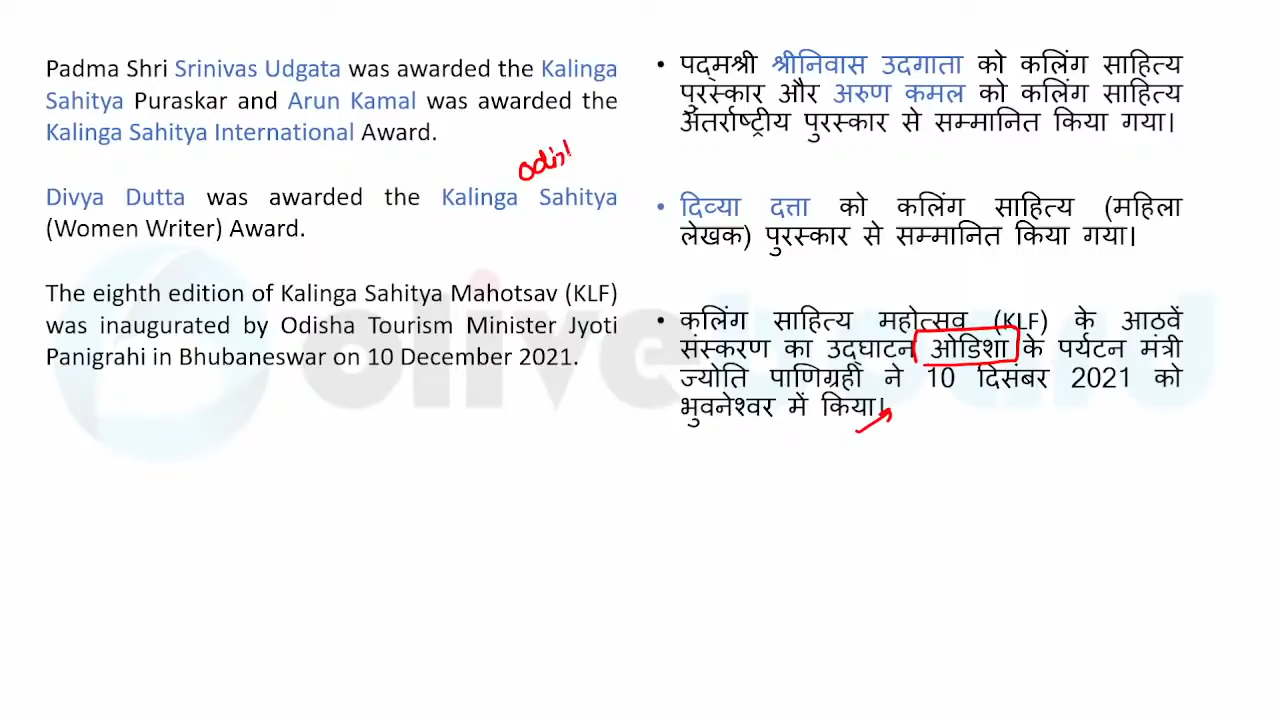 Padma Shri Srinivas Udgata was awarded the Kalinga
Sahitya Puraskar and Arun Kamal was awarded the
Kalinga Sahitya International Award.
Divya Dutta was awarded the Kalinga Sahitya
(Women Writer) Award.
The eighth edition of Kalinga Sahitya Mahotsav (KLF)
was inaugurated by Odisha Tourism Minister Jyoti
Panigrahi in Bhubaneswar on 10 December 2021.
• पद्मश्री श्रीनिवास उदगाता को कलिंग साहित्य
पुरस्कार और अरुण कमल को कलिंग साहित्य
अंतर्राष्ट्रीय पुरस्कार से सम्मानित किया गया।
• दिव्या दत्ता को कलिंग साहित्य (महिला
लेखक) पुरस्कार से सम्मानित किया गया।
• कलिंग साहित्य महोत्सव (KLF) के आठवें
संस्करण का उद्घाटन ओडिशा के पर्यटन मंत्री
ज्योति पाणिग्रही ने 10 दिसंबर 2021 को
भुवनेश्वर में किया।